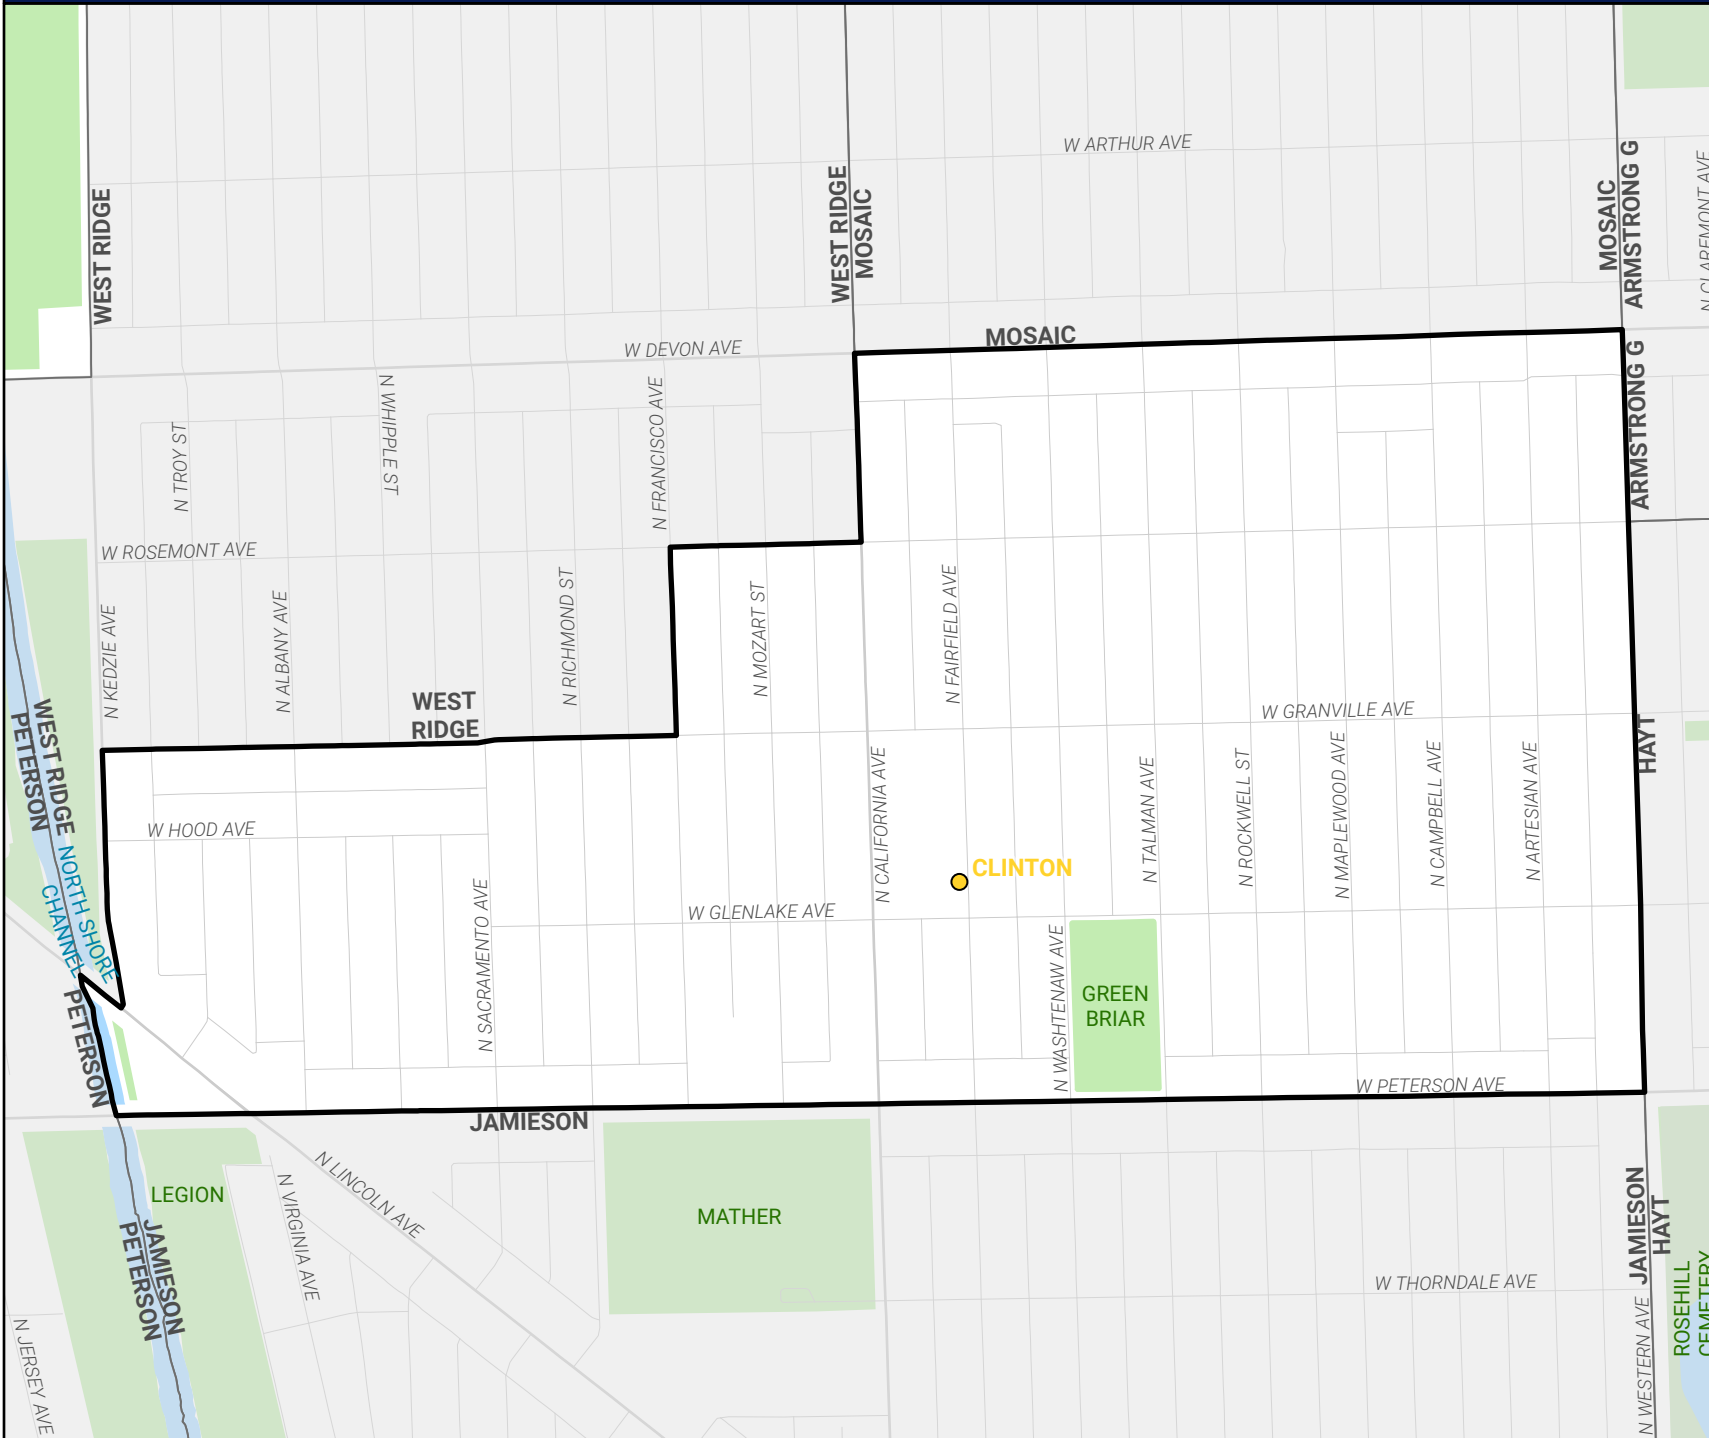 W ARTHUR AVE
WEST RIDGE
WEST RIDGE
MOSAIC
MOSAIC
ARMSTRONG G
N CLAREMONT AVE
MOSAIC
W DEVON AVE
ARMSTRONG G
N TROY ST
N WHIPPLE ST
N FRANCISCO AVE
W ROSEMONT AVE
N KEDZIE AVE
N ALBANY AVE
N RICHMOND ST
N MOZART ST
N FAIRFIELD AVE
WEST
RIDGE
W GRANVILLE AVE
HAYT
WEST RIDGE
PETERSON
N CALIFORNIA AVE
N TALMAN AVE
N ROCKWELL ST
N MAPLEWOOD AVE
N CAMPBELL AVE
N ARTESIAN AVE
W HOOD AVE
CLINTON
NORTH SHORE
CHANNEL
N SACRAMENTO AVE
W GLENLAKE AVE
N WASHTENAW AVE
GREEN
BRIAR
PETERSON
W PETERSON AVE
JAMIESON
LEGION
N VIRGINIA AVE
N LINCOLN AVE
MATHER
JAMIESON
HAYT
JAMIESON
PETERSON
W THORNDALE AVE
N JERSEY AVE
N WESTERN AVE
ROSEHILL
CEMETERY